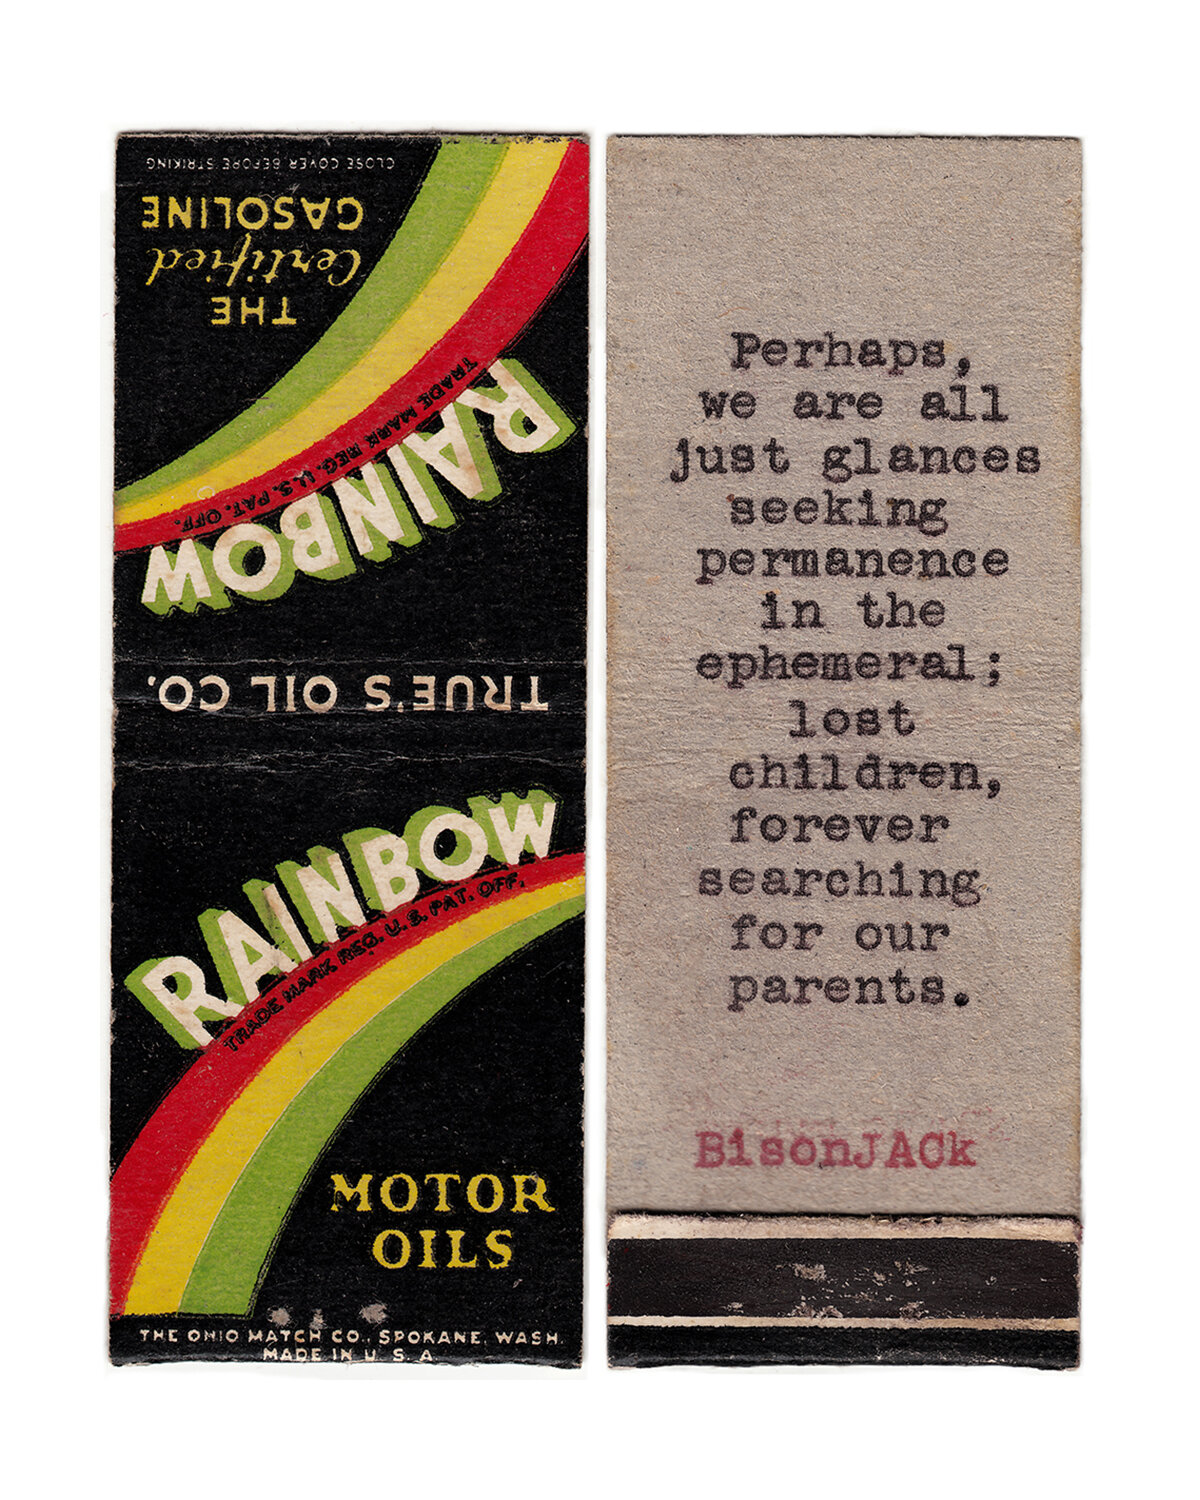 CLOSE COVER BEFORE STRIKING
GASOLINE
Certified
THE
TRADE MARK REG. U.S. PAT. OFF.
RAINBOW
TRUE'S OIL CO.
RAINBOW
TRADE MARK REG. U.S. PAT. OFF.
MOTOR
OILS
THE OHIO MATCH CO., SPOKANE, WASH.
MADE IN U.S.A
Perhaps,
we are all
just glances
seeking
permanence
in the
ephemeral;
lost
children,
forever
searching
for our
parents.
BisonJACk